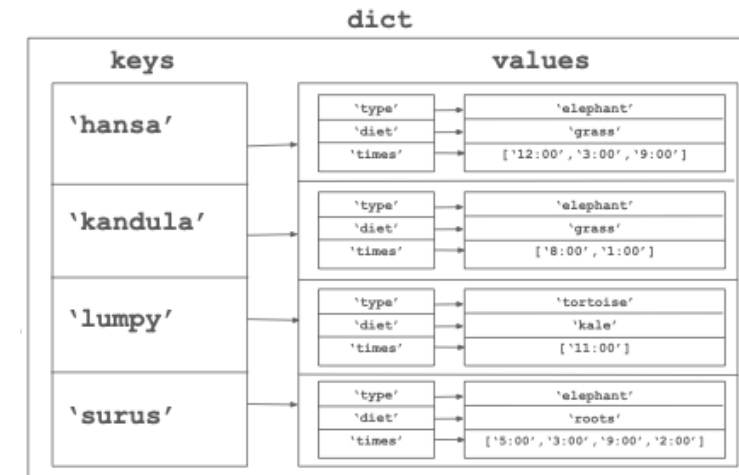 dict
keys values
‘hansa’
‘type’ ‘elephant’
‘diet’ ‘grass’
‘times’ [‘12:00’,‘3:00’,‘9:00’]
‘kandula’
‘type’ ‘elephant’
‘diet’ ‘grass’
‘times’ [‘8:00’,‘1:00’]
‘lumpy’
‘type’ ‘tortoise’
‘diet’ ‘kale’
‘times’ [‘11:00’]
‘surus’
‘type’ ‘elephant’
‘diet’ ‘roots’
‘times’ [‘5:00’,‘3:00’,‘9:00’,‘2:00’]